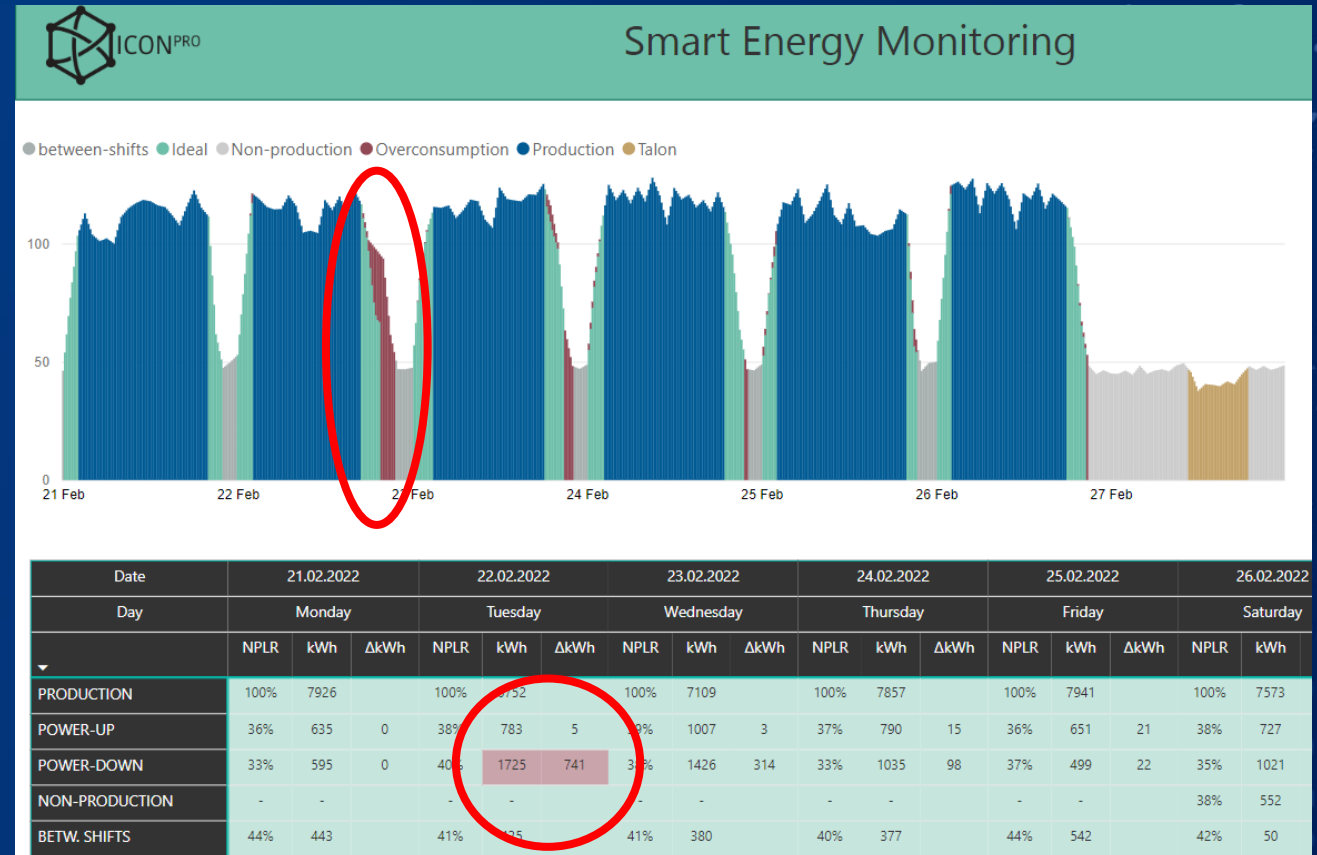 ICONPRO
Smart Energy Monitoring
between-shifts Ideal Non-production Overconsumption Production Talon
100
50
0
21 Feb 22 Feb 23 Feb 24 Feb 25 Feb 26 Feb 27 Feb
Date 21.02.2022 22.02.2022 23.02.2022 24.02.2022 25.02.2022 26.02.2022
Day Monday Tuesday Wednesday Thursday Friday Saturday
NPLR kWh ΔkWh NPLR kWh ΔkWh NPLR kWh ΔkWh NPLR kWh ΔkWh NPLR kWh ΔkWh NPLR kWh
PRODUCTION 100% 7926 100% 100% 7109 100% 7857 100% 7941 100% 7573
POWER-UP 36% 635 0 38% 783 5 1007 3 37% 790 15 36% 651 21 38% 727
POWER-DOWN 33% 595 0 40% 1725 741 1426 314 33% 1035 98 37% 499 22 35% 1021
NON-PRODUCTION - - - - - - - - - - 38% 552
BETW. SHIFTS 44% 443 41% 41% 380 40% 377 44% 542 42% 50